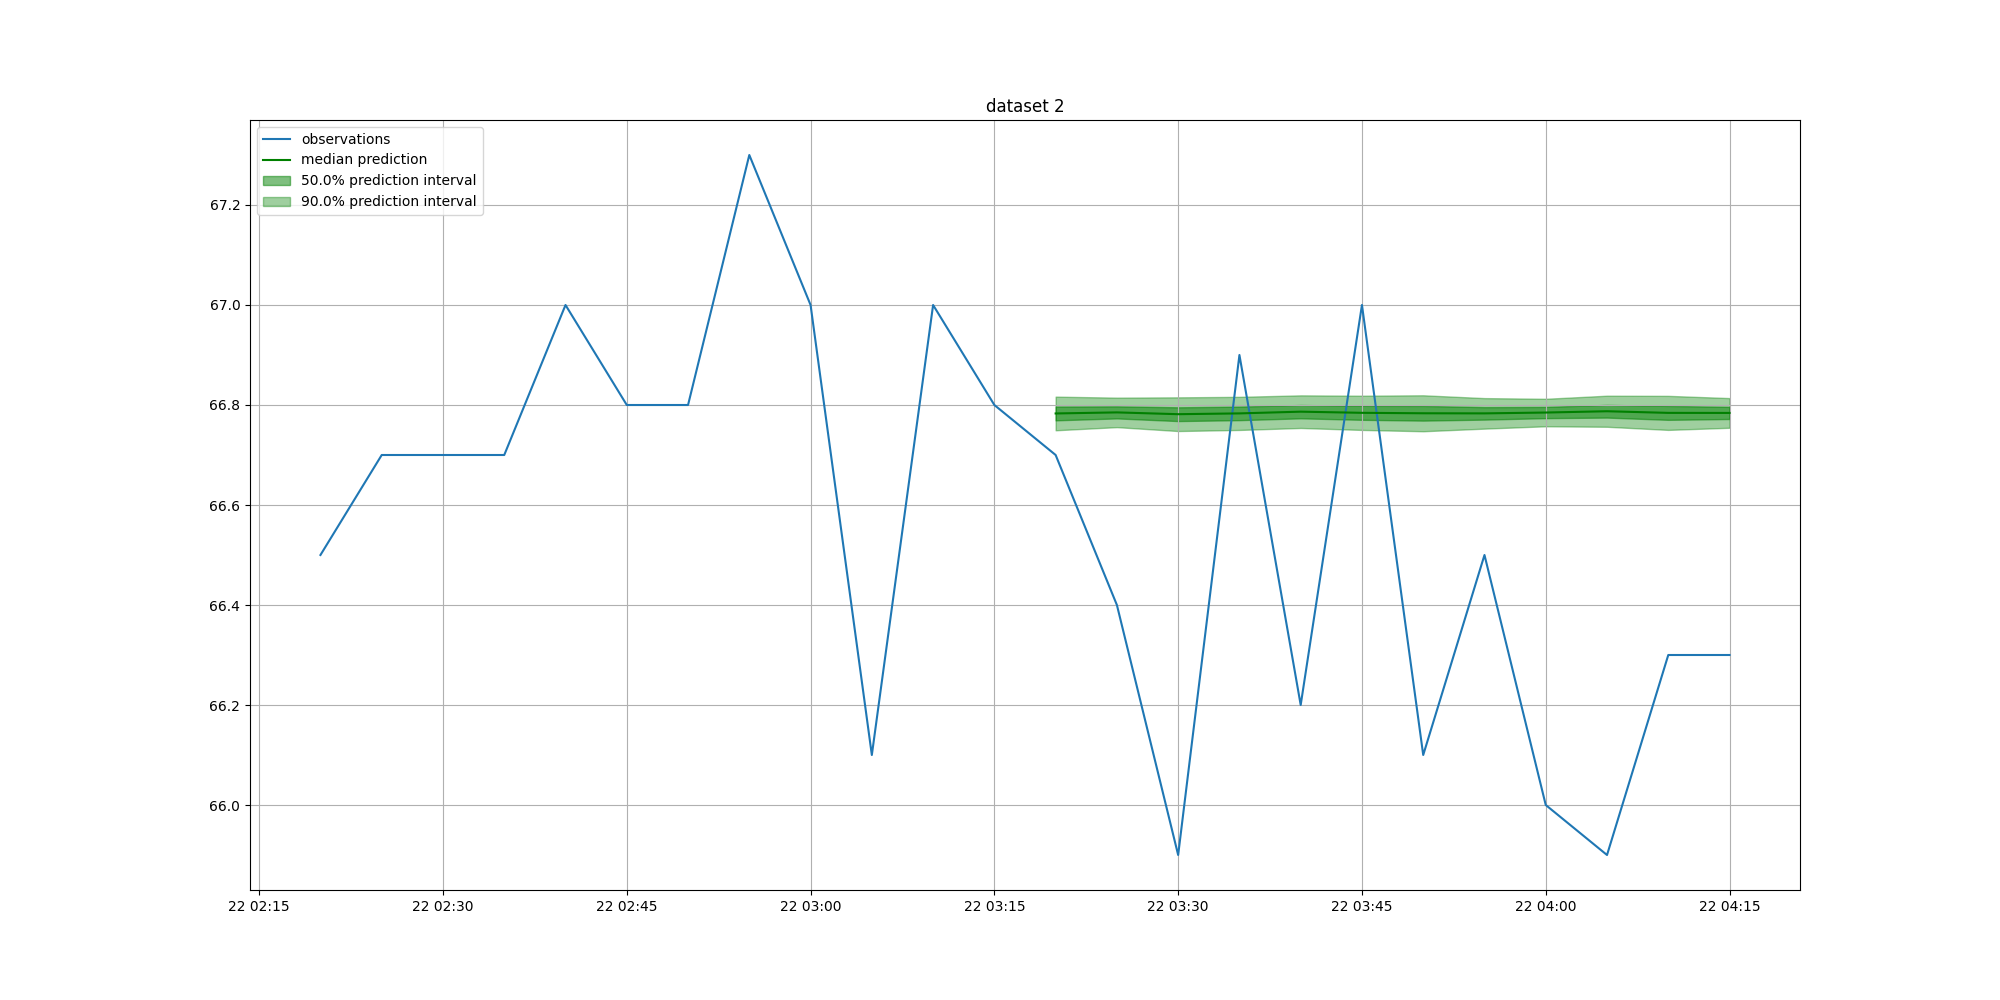 dataset 2
observations
median prediction
50.0% prediction interval
90.0% prediction interval
67.2
67.0
66.8
66.6
66.4
66.2
66.0
22 02:15 22 02:30 22 02:45 22 03:00 22 03:15 22 03:30 22 03:45 22 04:00 22 04:15